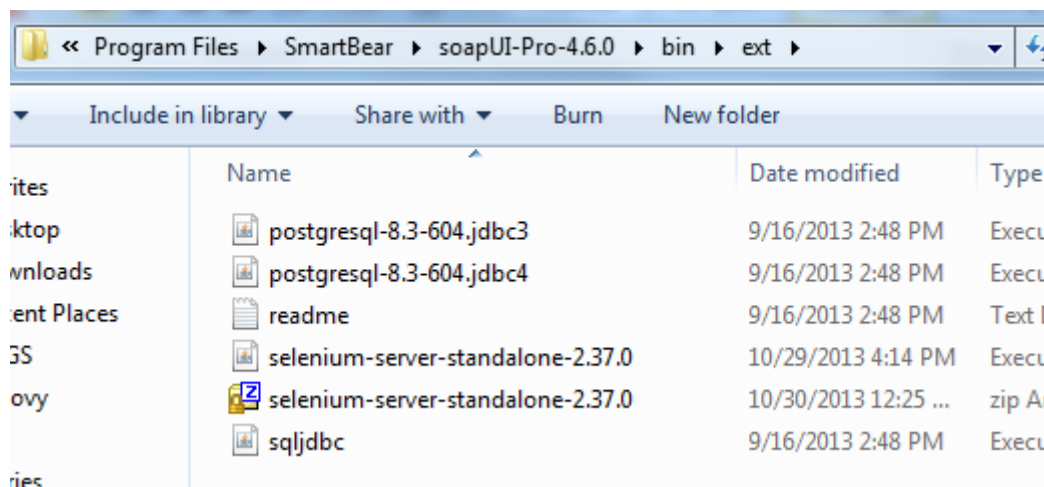 « Program Files ▸ SmartBear ▸ soapUI-Pro-4.6.0 ▸ bin ▸ ext ▸
Include in library Share with Burn New folder
Name Date modified Type
rites
sktop
wnloads
cent Places
GS
ovy
ries
postgresql-8.3-604.jdbc3 9/16/2013 2:48 PM Execu
postgresql-8.3-604.jdbc4 9/16/2013 2:48 PM Execu
readme 9/16/2013 2:48 PM Text
selenium-server-standalone-2.37.0 10/29/2013 4:14 PM Execu
selenium-server-standalone-2.37.0 10/30/2013 12:25 ... zip A
sqljdbc 9/16/2013 2:48 PM Execu